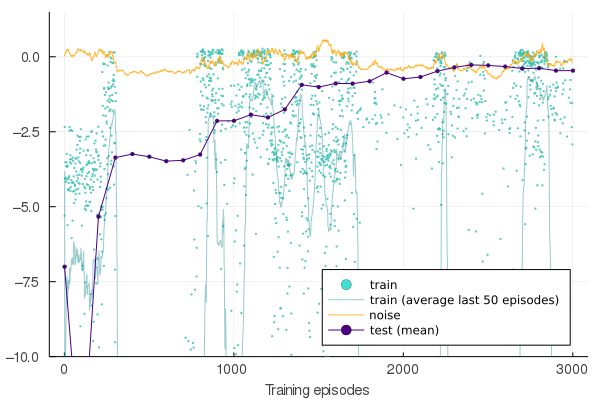 0.0
−2.5
−5.0
−7.5
−10.0
0
1000
2000
3000
Training episodes
train
train (average last 50 episodes)
noise
test (mean)